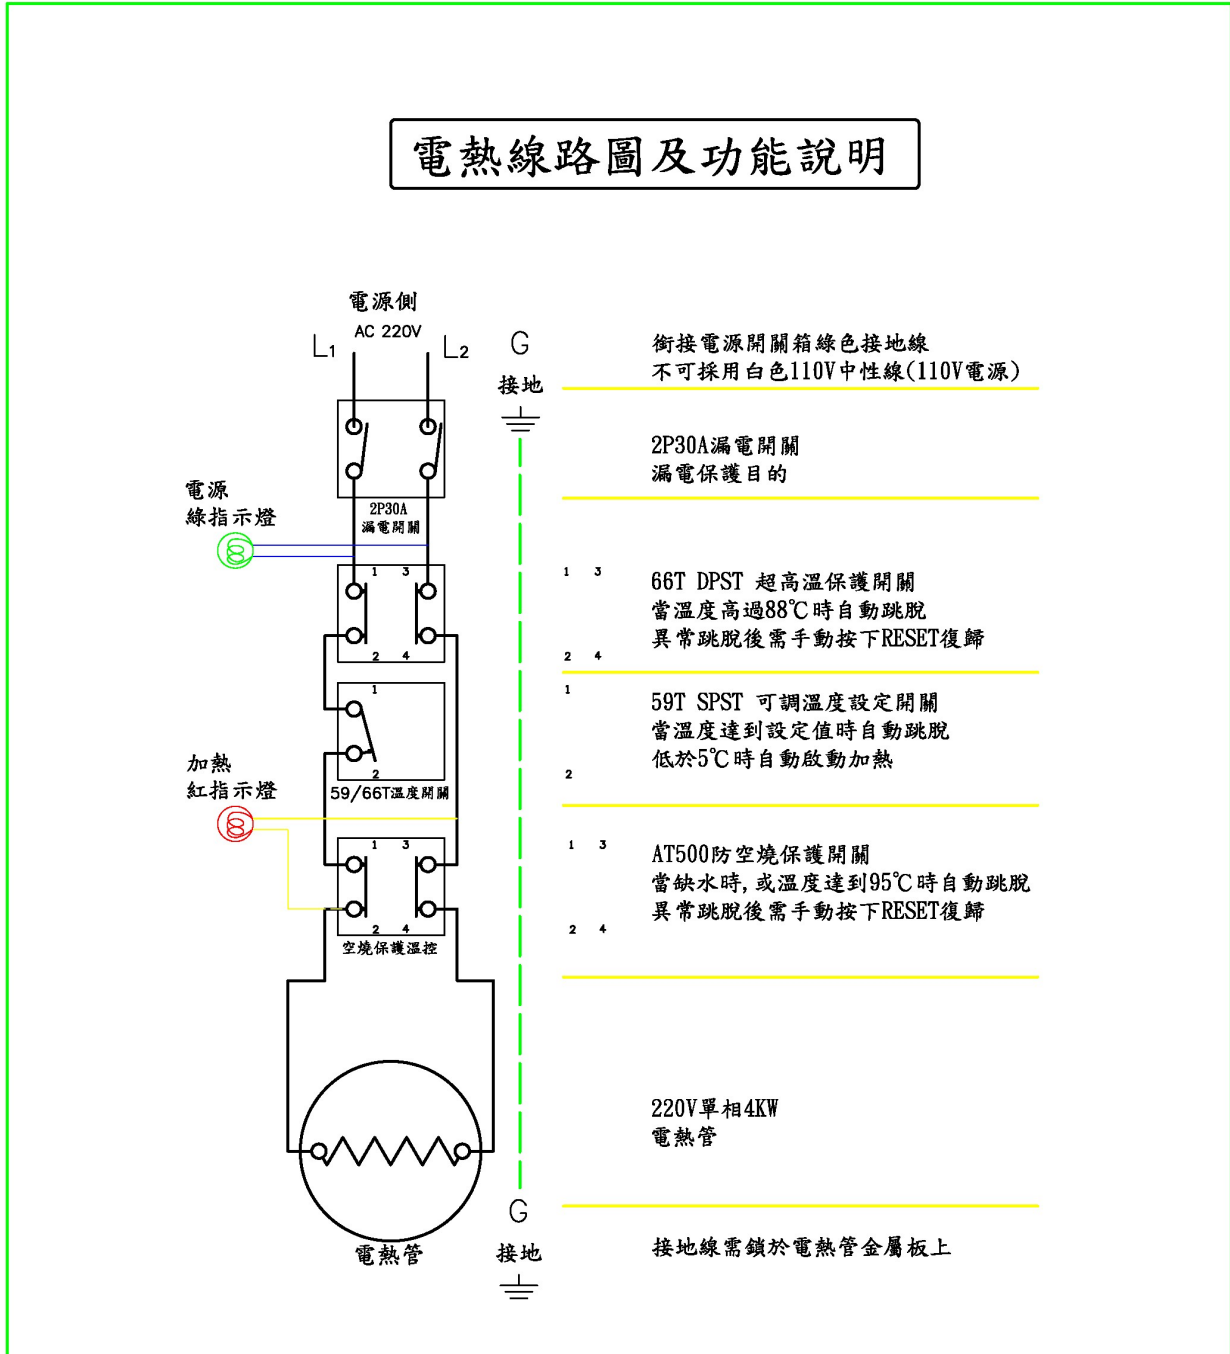 電熱線路圖及功能說明
電源側
AC 220V
L1
L2
G
接地
銜接電源開關箱綠色接地線
不可採用白色110V中性線(110V電源)
2P30A漏電開關
漏電保護目的
電源
綠指示燈
2P30A
漏電開關
1 3
2 4
1 3
2 4
66T DPST 超高溫保護開關
當溫度高過88℃時自動跳脫
異常跳脫後需手動按下RESET復歸
1
2
59/66T溫度開關
1
2
59T SPST 可調溫度設定開關
當溫度達到設定值時自動跳脫
低於5℃時自動啟動加熱
加熱
紅指示燈
1 3
2 4
空燒保護溫控
1 3
2 4
AT500防空燒保護開關
當缺水時,或溫度達到95℃時自動跳脫
異常跳脫後需手動按下RESET復歸
220V單相4KW
電熱管
電熱管
G
接地
接地線需鎖於電熱管金屬板上